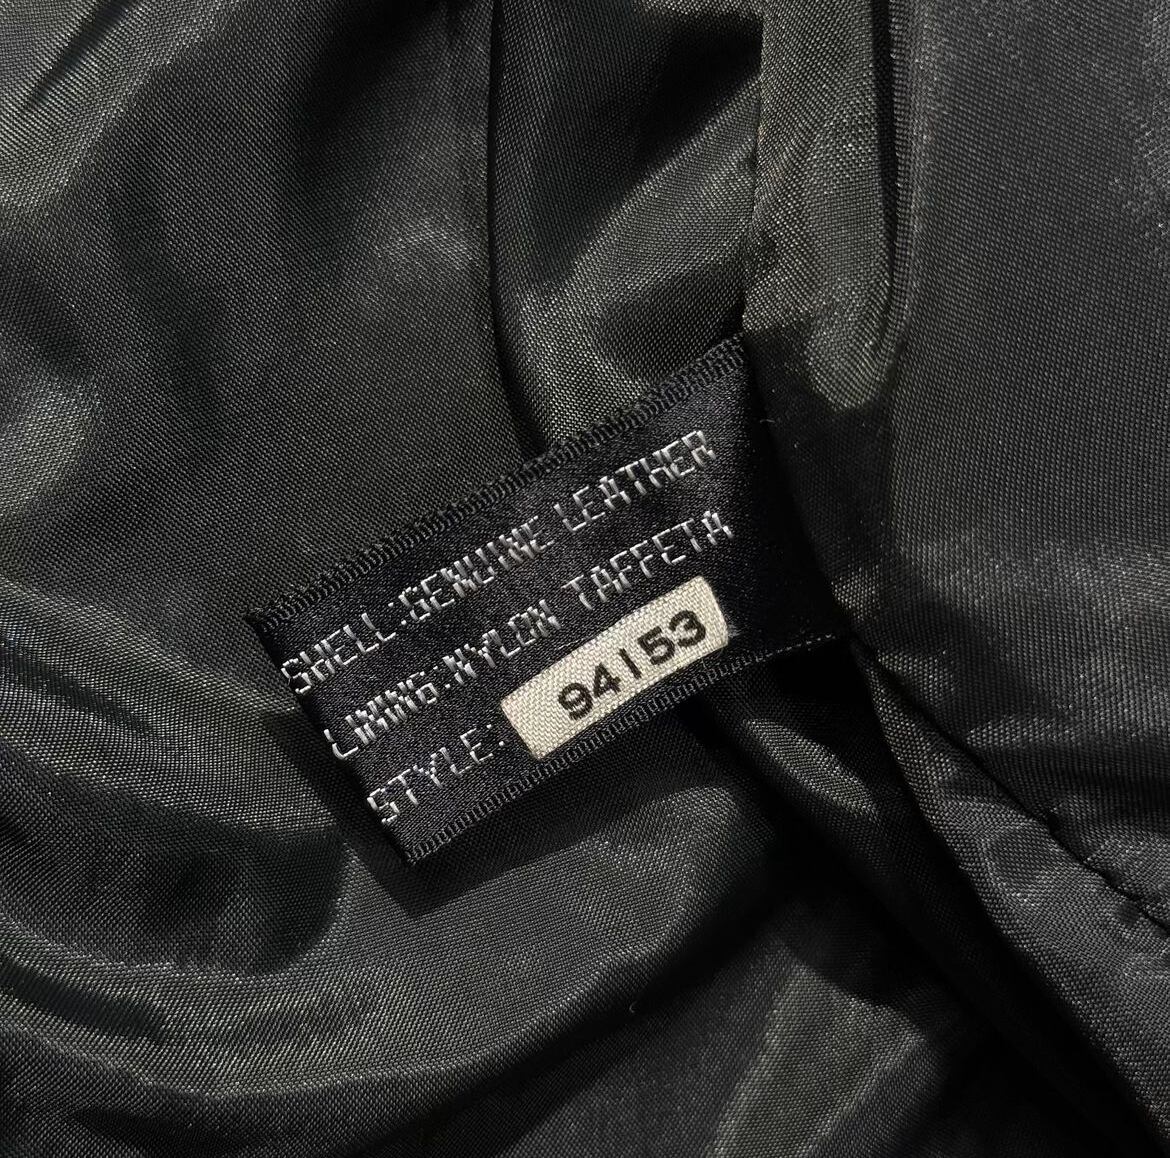 SHELL:GENUINE LEATHER
LINING:NYLON TAFFETA
STYLE: 94153